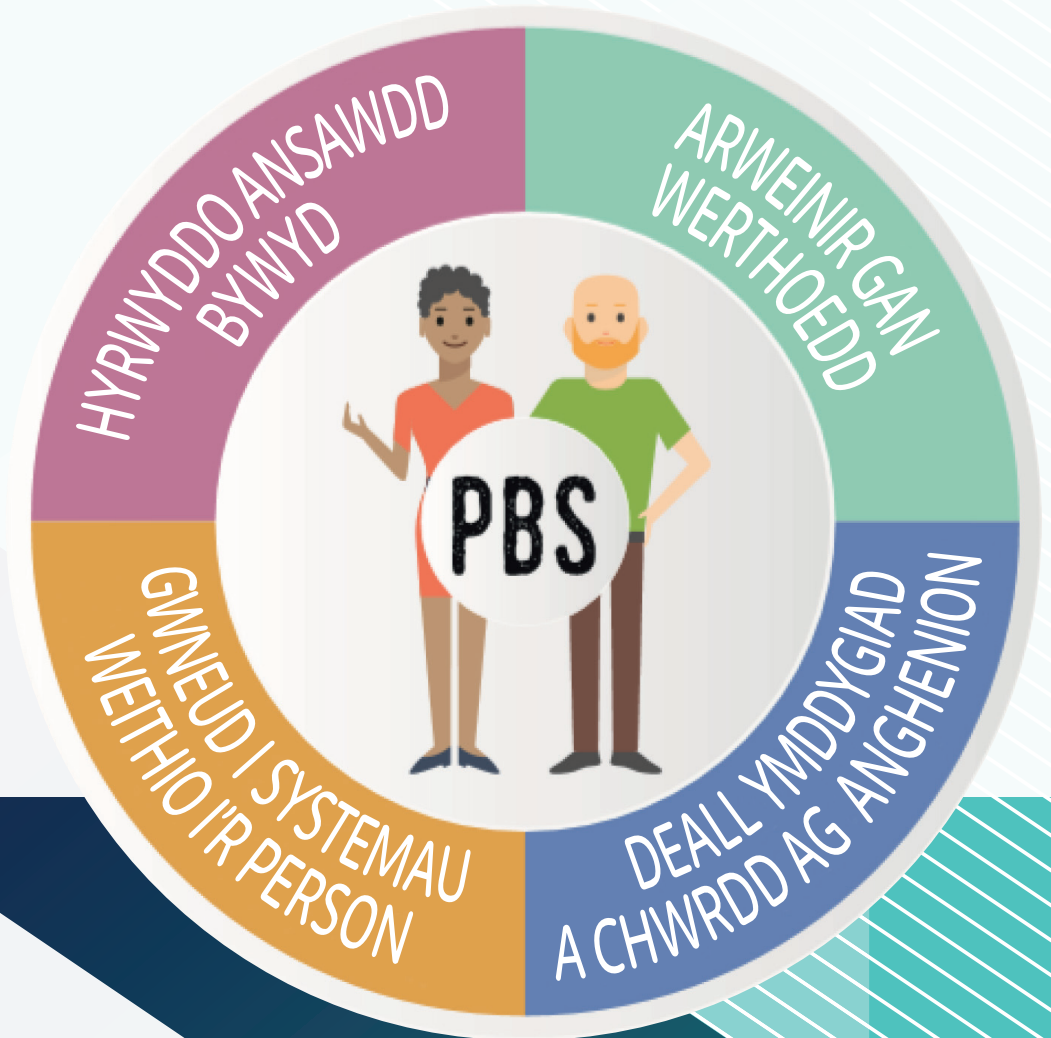 HYRWYDDO ANSAWDD
BYWYD
ARWEINIR GAN
WERTHOEDD
PBS
GWNEUD I SYSTEMAU
WEITHIO I'R PERSON
DEALL YMDDYGIAD
A CHWRDD AG ANGHENION